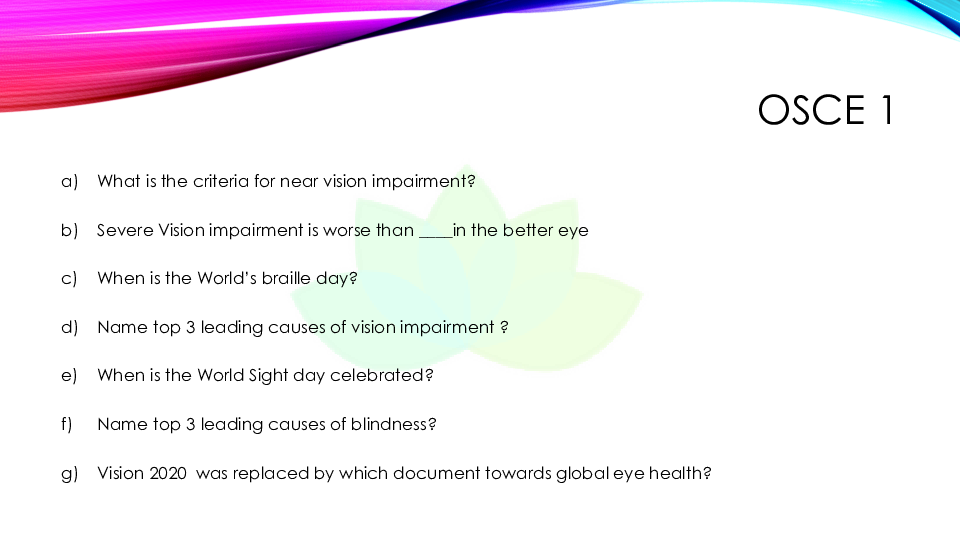 OSCE 1
a) What is the criteria for near vision impairment?
b) Severe Vision impairment is worse than ____in the better eye
c) When is the World’s braille day?
d) Name top 3 leading causes of vision impairment ?
e) When is the World Sight day celebrated?
f) Name top 3 leading causes of blindness?
g) Vision 2020 was replaced by which document towards global eye health?